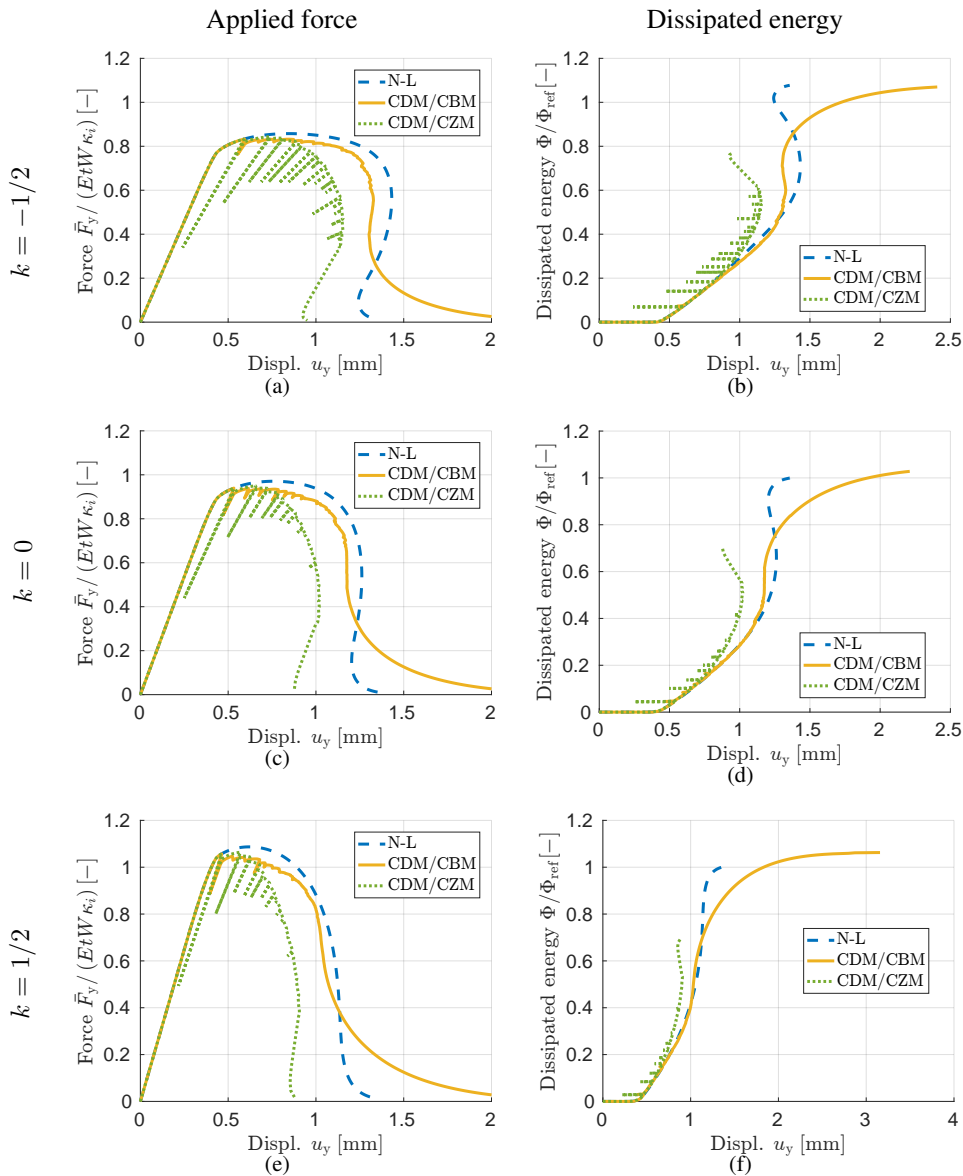 Applied force
Dissipated energy
k = −1/2
Force F̄y/ (EtWκi) [−]
1.2
1
0.8
0.6
0.4
0.2
0
N-L
CDM/CBM
CDM/CZM
0
0.5
1
1.5
2
Displ. uy [mm]
(a)
Dissipated energy Φ/Φref [−]
1.2
1
0.8
0.6
0.4
0.2
0
N-L
CDM/CBM
CDM/CZM
0
0.5
1
1.5
2
2.5
Displ. uy [mm]
(b)
k = 0
Force F̄y/ (EtWκi) [−]
1.2
1
0.8
0.6
0.4
0.2
0
N-L
CDM/CBM
CDM/CZM
0
0.5
1
1.5
2
Displ. uy [mm]
(c)
Dissipated energy Φ/Φref [−]
1.2
1
0.8
0.6
0.4
0.2
0
N-L
CDM/CBM
CDM/CZM
0
0.5
1
1.5
2
2.5
Displ. uy [mm]
(d)
k = 1/2
Force F̄y/ (EtWκi) [−]
1.2
1
0.8
0.6
0.4
0.2
0
N-L
CDM/CBM
CDM/CZM
0
0.5
1
1.5
2
Displ. uy [mm]
(e)
Dissipated energy Φ/Φref [−]
1.2
1
0.8
0.6
0.4
0.2
0
N-L
CDM/CBM
CDM/CZM
0
1
2
3
4
Displ. uy [mm]
(f)